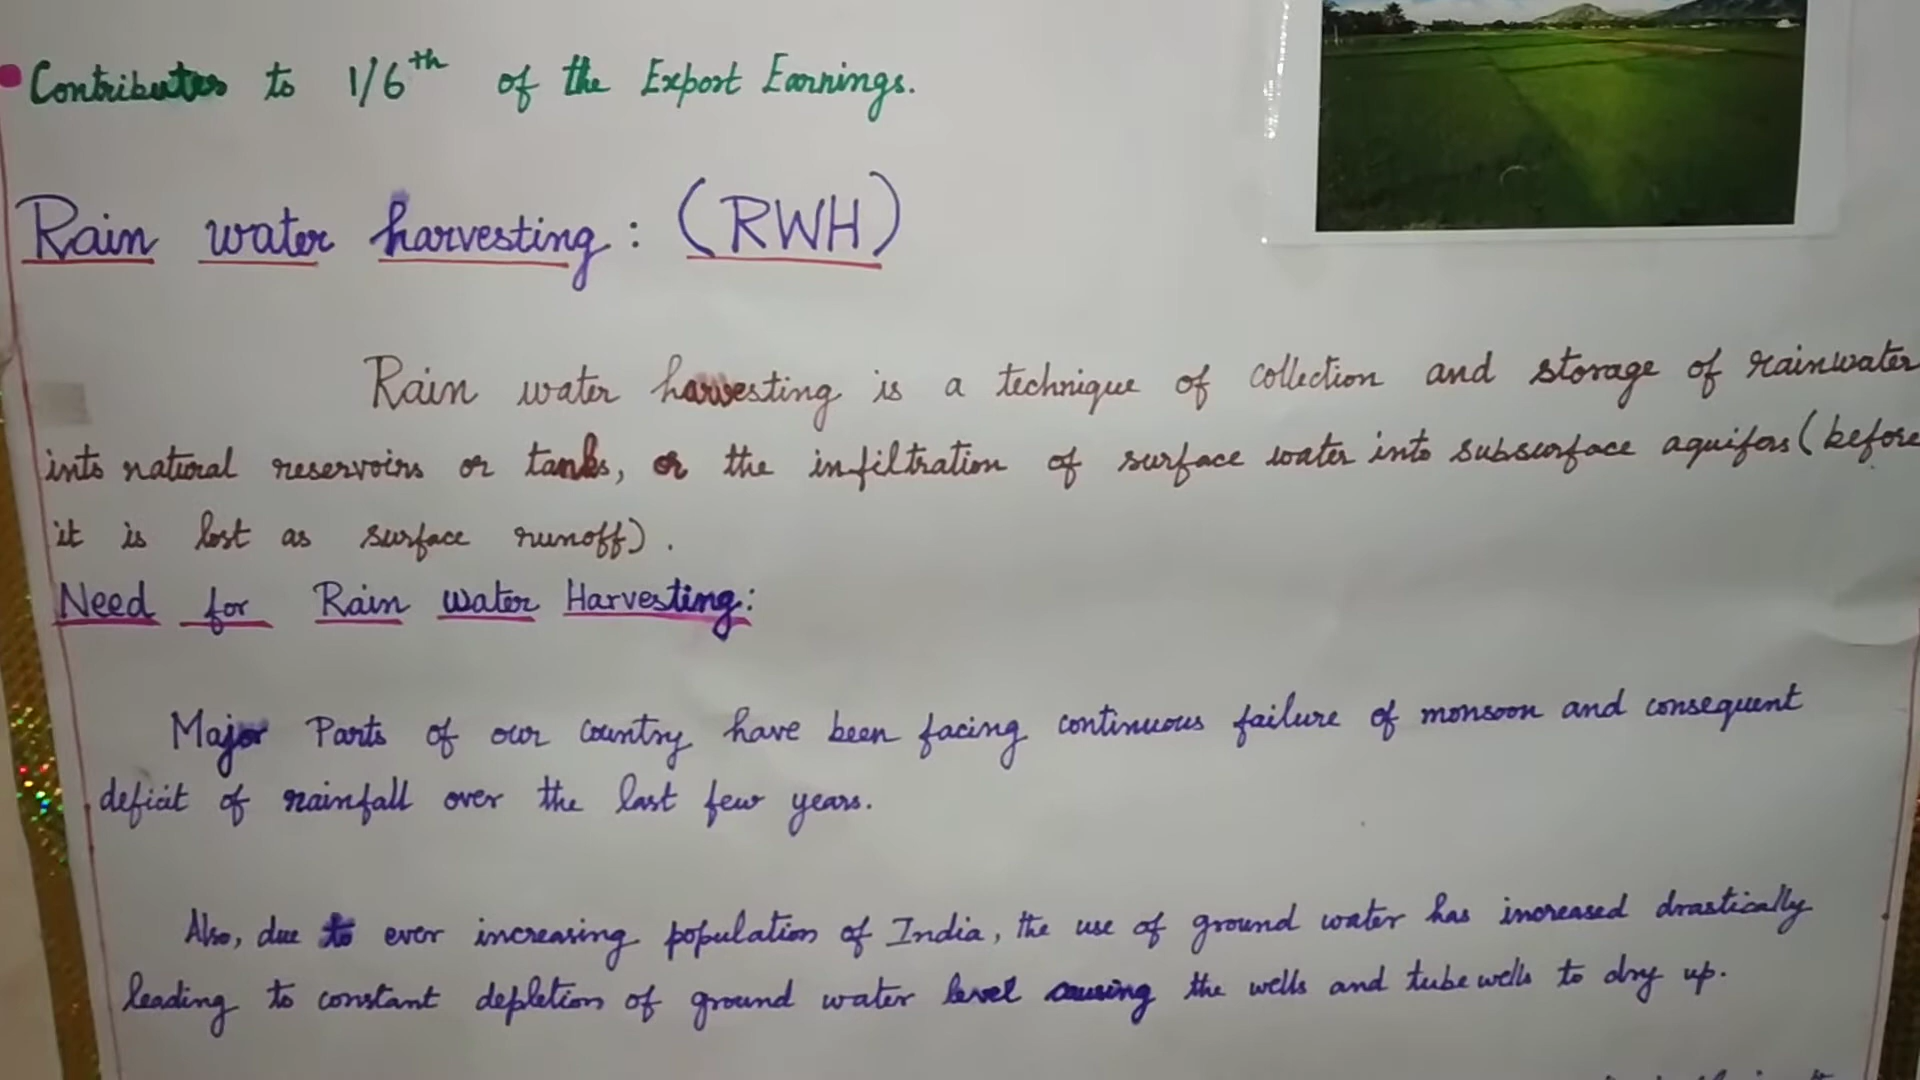 Contributes to 1/6th of the Export Earnings.
Rain water harvesting: (RWH)
Rain water harvesting is a technique of collection and storage of rainwater
into natural reservoirs or tanks, or the infiltration of surface water into subsurface aquifers (before
it is lost as surface runoff).
Need for Rain water Harvesting:
Major Parts of our country have been facing continuous failure of monsoon and consequent
deficit of rainfall over the last few years.
Also, due to ever increasing population of India, the use of ground water has increased drastically
leading to constant depletion of ground water level causing the wells and tube wells to dry up.